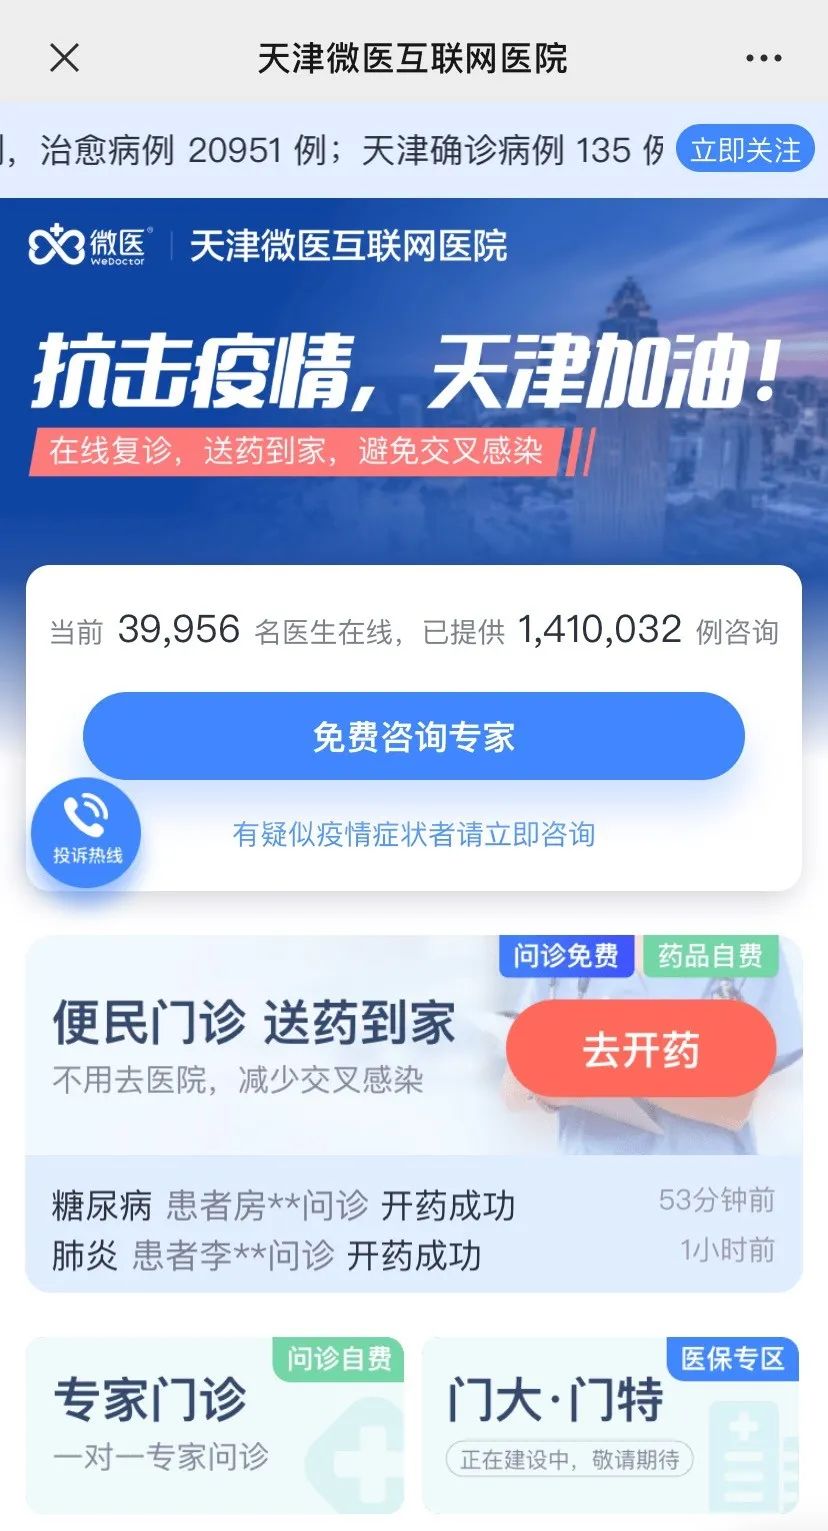 天津微医互联网医院
，治愈病例 20951 例；天津确诊病例 135 例
立即关注
微医
WeDoctor
天津微医互联网医院
抗击疫情，天津加油！
在线复诊，送药到家，避免交叉感染
当前 39,956 名医生在线，已提供 1,410,032 例咨询
免费咨询专家
投诉热线
有疑似疫情症状者请立即咨询
问诊免费 药品自费
便民门诊 送药到家
去开药
不用去医院，减少交叉感染
糖尿病 患者房**问诊 开药成功 53分钟前
肺炎 患者李**问诊 开药成功 1小时前
问诊自费
专家门诊
一对一专家问诊
医保专区
门大·门特
正在建设中，敬请期待